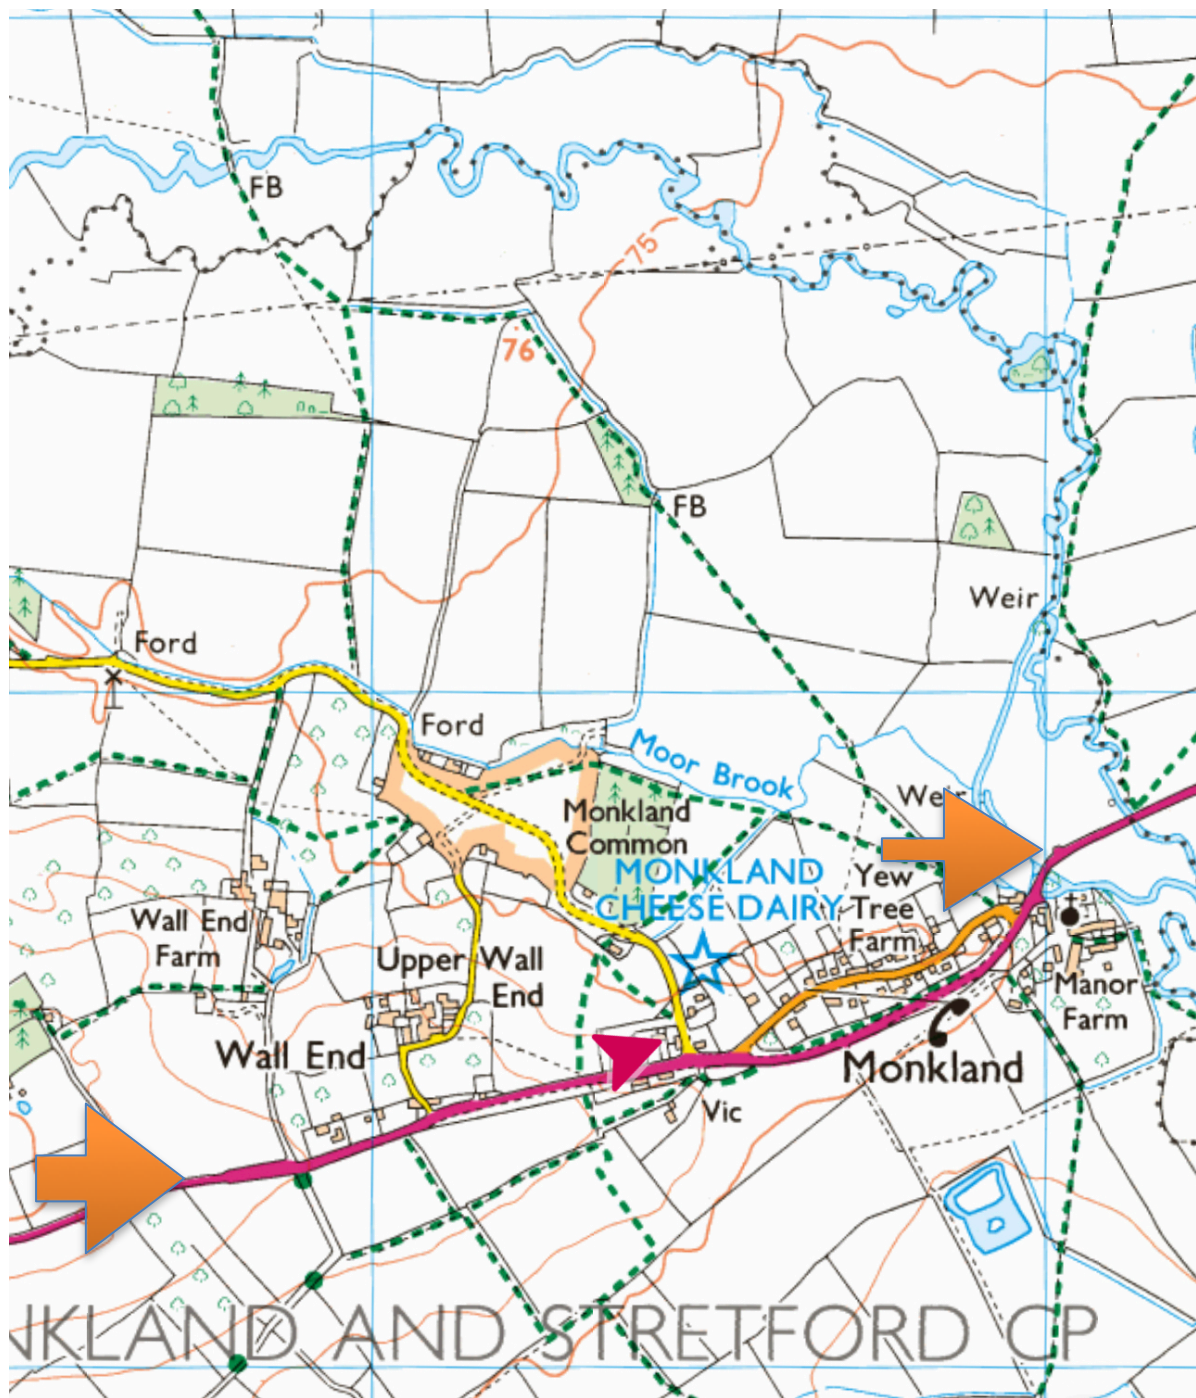 FB
75
76
FB
Weir
Ford
Ford
Moor Brook
Weir
Monkland
Common
MONKLAND
CHEESE DAIRY
Yew
Tree
Farm
Wall End
Farm
Upper Wall
End
Manor
Farm
Wall End
Monkland
Vic
NKLAND AND STRETFORD CP